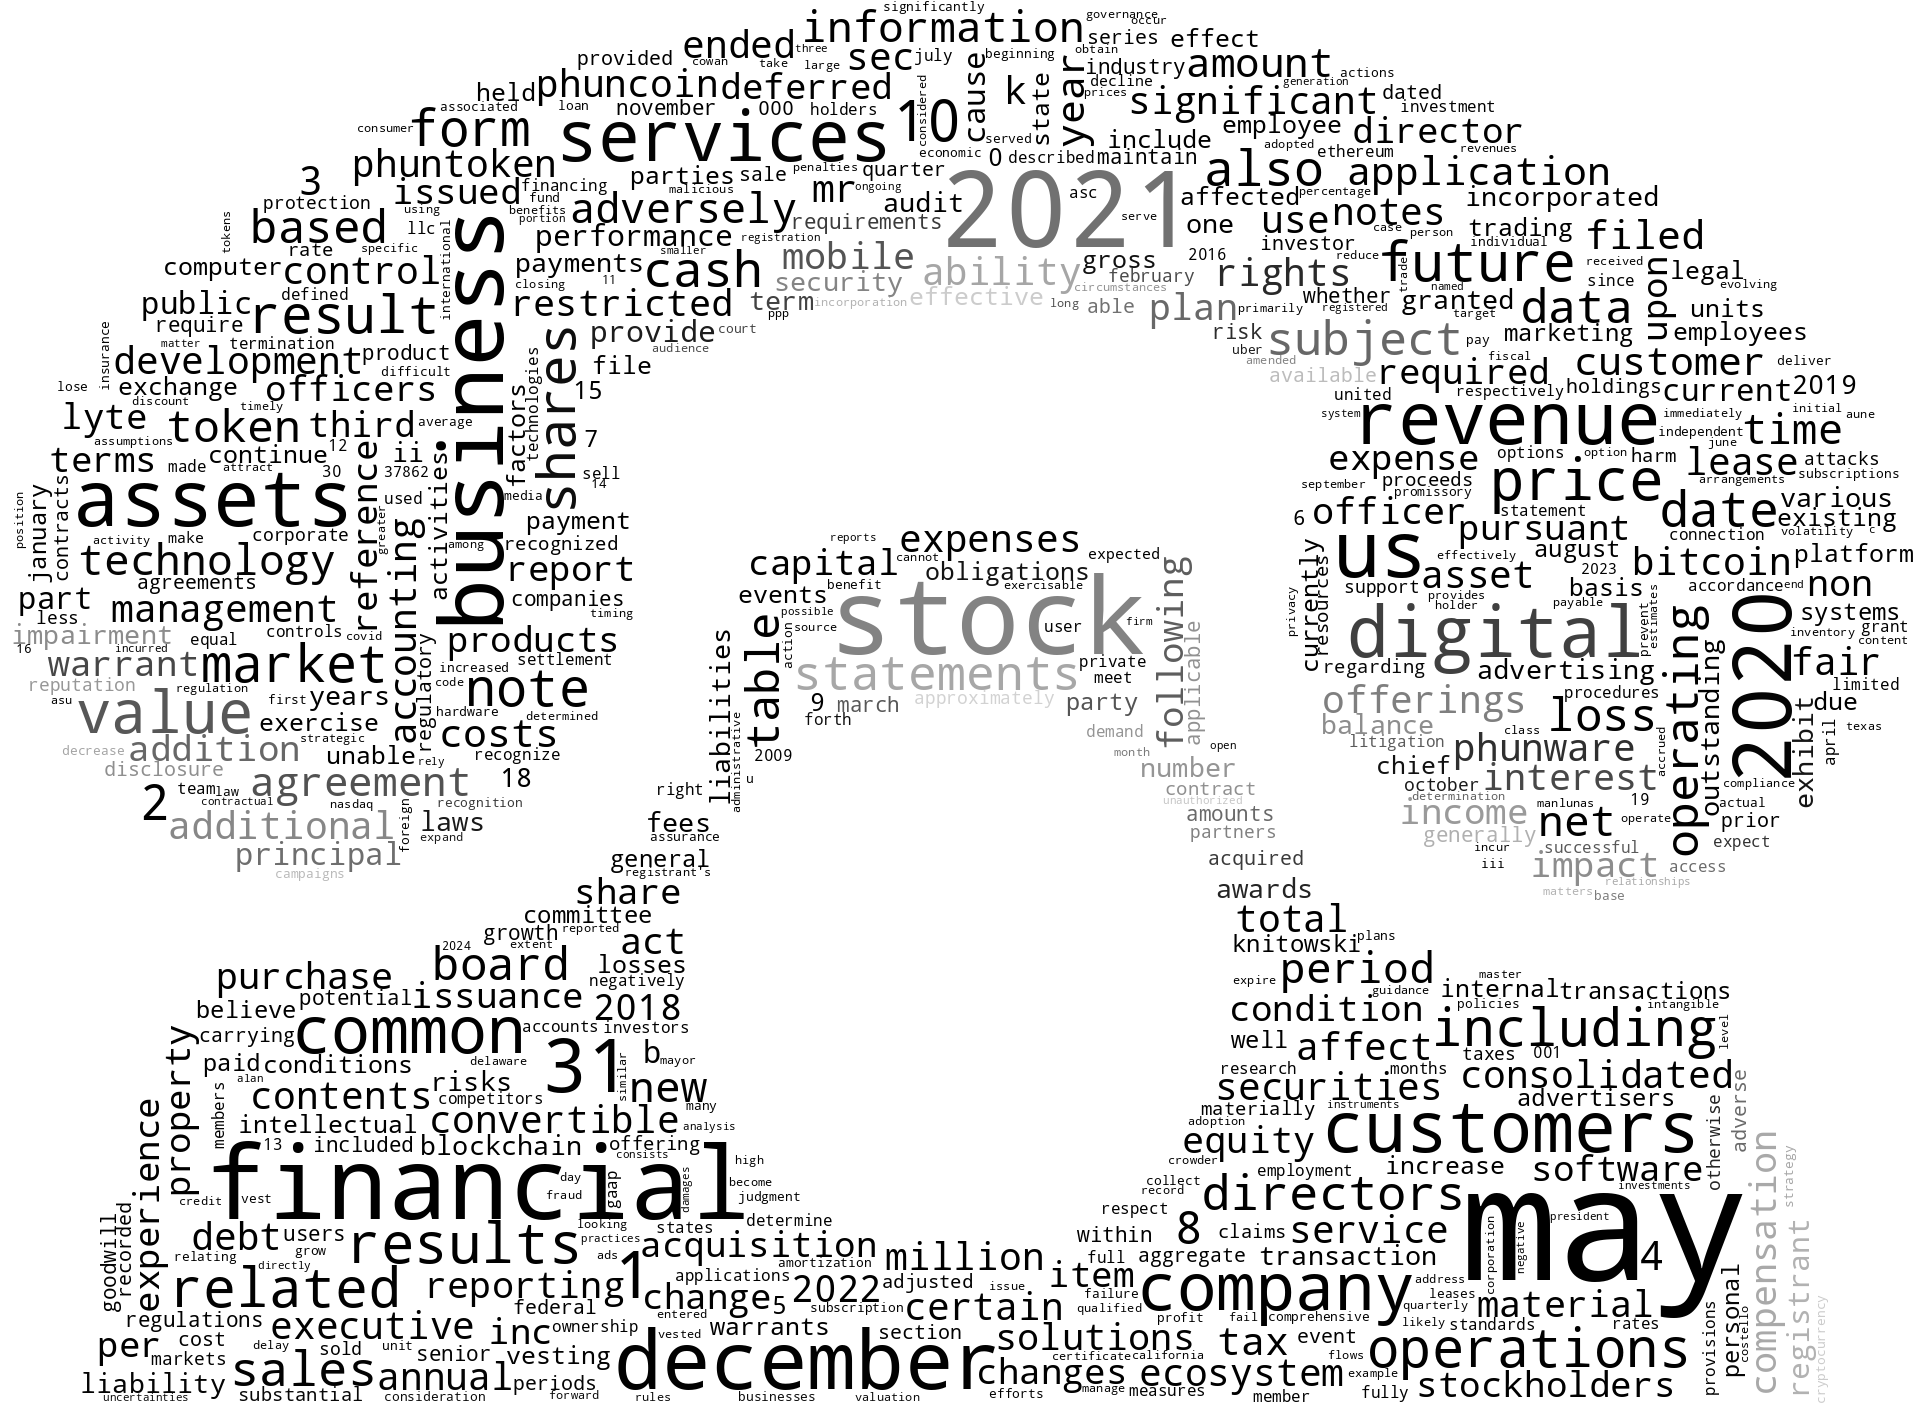 significantly
information
governance
occur
ended
three
sec
july
beginning
obtain
series
effect
provided
cowan
take
large
cause
state
year
industry
amount
actions
held
phuncoin
deferred
considered
k
decline
prices
generation
dated
associated
loan
november
000
holders
10
significant
investment
consumer
form
services
served
include
employee
director
economic
0
described
maintain
adopted
ethereum
revenues
phuntoken
parties
sale
penalties
quarter
also
application
3
issued
financing
malicious
mr
ongoing
audit
2021
asc
affected
percentage
incorporated
protection
using
fund
benefits
portion
adversely
requirements
serve
one
use
notes
case
person
trading
filed
tokens
based
llc
international
business
performance
registration
rate
specific
smaller
mobile
ability
gross
2016
investor
reduce
individual
future
trade
received
computer
control
payments
cash
security
february
rights
named
since
upon
legal
evolving
closing
11
circumstances
public
defined
restricted
term
incorporation
effective
long
able
plan
primarily
whether
registered
granted
target
data
units
require
result
ppp
provide
court
risk
subject
pay
marketing
employees
insurance
matter
termination
audience
uber
development
product
shares
file
amended
fiscal
customer
deliver
difficult
technologies
available
required
lose
exchange
officers
factors
15
united
respectively
holdings
current
2019
discount
timely
lyte
token
third
average
system
revenue
immediately
initial
aune
assumptions
12
7
independent
june
time
terms
made
continue
attract
reference
ii
activities
expense
options
option
harm
lease
attacks
30
37862
sell
14
proceeds
arrangements
subscriptions
position
january
contracts
assets
used
media
september
promissory
price
various
greater
accounting
payment
6
officer
statement
date
existing
activity
make
corporate
among
recognized
reports
expenses
pursuant
connection
volatility
c
technology
report
capital
cannot
expected
us
effectively
august
bitcoin
platform
agreements
obligations
following
currently
resources
asset
2023
part
management
companies
benefit
exercisable
support
basis
accordance
end
non
less
timing
events
possible
stock
privacy
provides
holder
payable
prevent
estimates
systems
impairment
16
incurred
equal
controls
covid
regulatory
products
liabilities
table
action
source
user
firm
applicable
digital
operating
outstanding
2020
inventory
grant
content
warrant
market
increased
settlement
statements
private
regarding
advertising
fair
reputation
regulation
code
note
meet
procedures
limited
asu
value
first
years
hardware
determined
approximately
9
march
party
offerings
due
exercise
costs
forth
balance
class
loss
exhibit
april
texas
decrease
addition
strategic
unable
rely
recognize
administrative
2009
demand
litigation
phunware
accrued
disclosure
agreement
18
u
month
open
number
chief
interest
compliance
2
team
law
contractual
nasdaq
foreign
recognition
right
contract
unauthorized
october
determination
manlunas
19
actual
additional
laws
expand
fees
assurance
amounts
partners
income
generally
net
operate
prior
principal
general
acquired
incur
successful
expect
campaigns
registrant's
iii
impact
access
share
awards
matters
relationships
base
committee
total
growth
reported
2024
extent
act
knitowski
plans
purchase
board
losses
expire
period
master
negatively
guidance
internal
transactions
believe
potential
issuance
2018
condition
policies
intangible
property
carrying
common
accounts
investors
well
affect
including
level
paid
conditions
delaware
31
b
mayor
taxes
001
alan
risks
similar
new
research
months
consolidated
adverse
members
contents
competitors
many
securities
advertisers
otherwise
experience
intellectual
convertible
analysis
materially
instruments
adoption
customers
13
included
blockchain
offering
consists
equity
compensation
strategy
financial
high
crowder
employment
increase
software
day
gaap
damages
become
collect
credit
vest
fraud
judgment
record
directors
investments
may
goodwill
recorded
looking
states
determine
respect
8
corporation
negative
president
debt
users
practices
within
claims
service
registrant
relating
grow
results
ads
acquisition
million
full
aggregate
transaction
4
directly
applications
amortization
adjusted
issue
item
address
personal
related
reporting
1
change
5
2022
failure
company
leases
cryptocurrency
federal
entered
subscription
certain
qualified
quarterly
material
regulations
executive
inc
ownership
profit
fail
comprehensive
likely
standards
rates
provisions
costello
per
cost
vested
warrants
section
solutions
tax
event
markets
delay
sold
unit
senior
vesting
december
certificate
california
flows
operations
liability
sales
annual
periods
changes
manage
measures
ecosystem
example
uncertainties
substantial
consideration
forward
rules
businesses
valuation
efforts
member
fully
stockholders